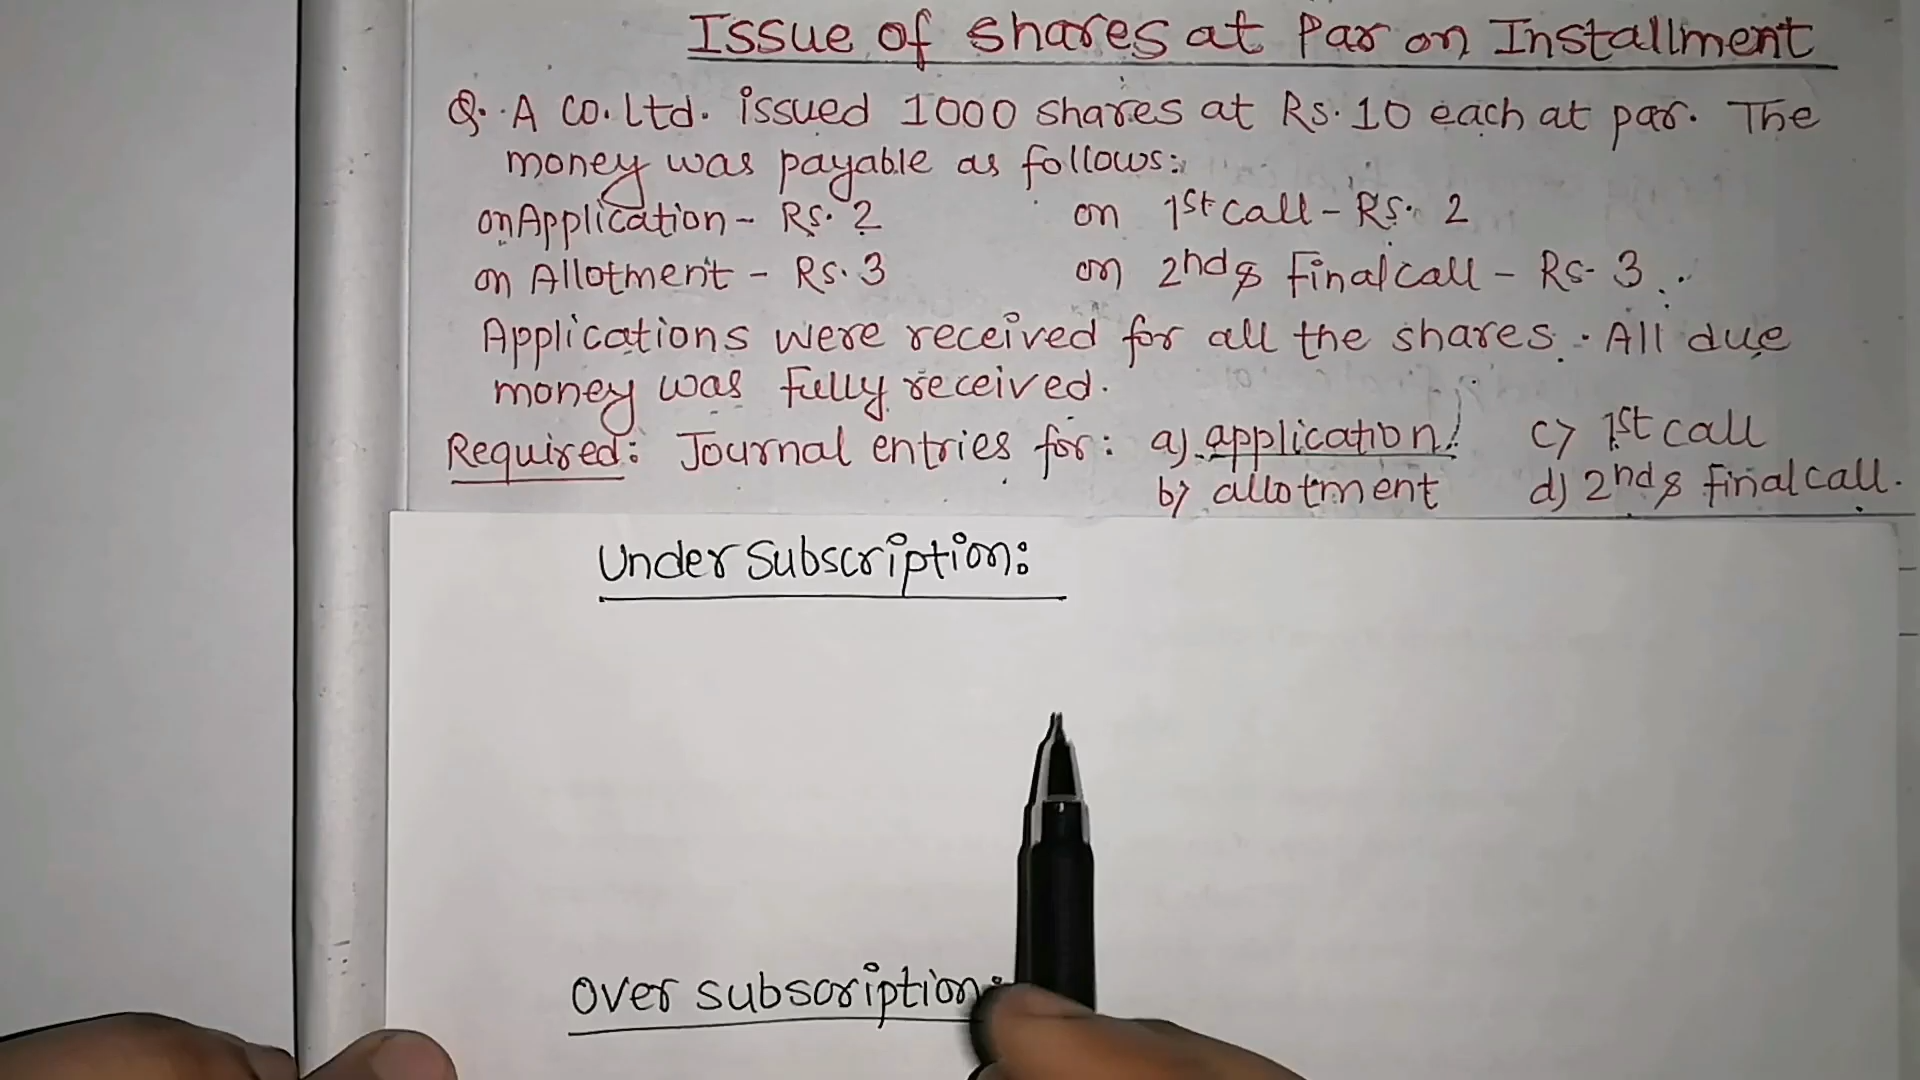 Issue of shares at Par on Installment
Q. A Co. Ltd. issued 1000 shares at Rs. 10 each at par. The
money was payable as follows:
on Application - Rs. 2 on 1st call - Rs. 2
on Allotment - Rs. 3 on 2nd & Final call - Rs. 3
Applications were received for all the shares. All due
money was Fully received.
Required: Journal entries for: a) application c) 1st call
b) allotment d) 2nd & Final call.
Under Subscription:
Over subscription: